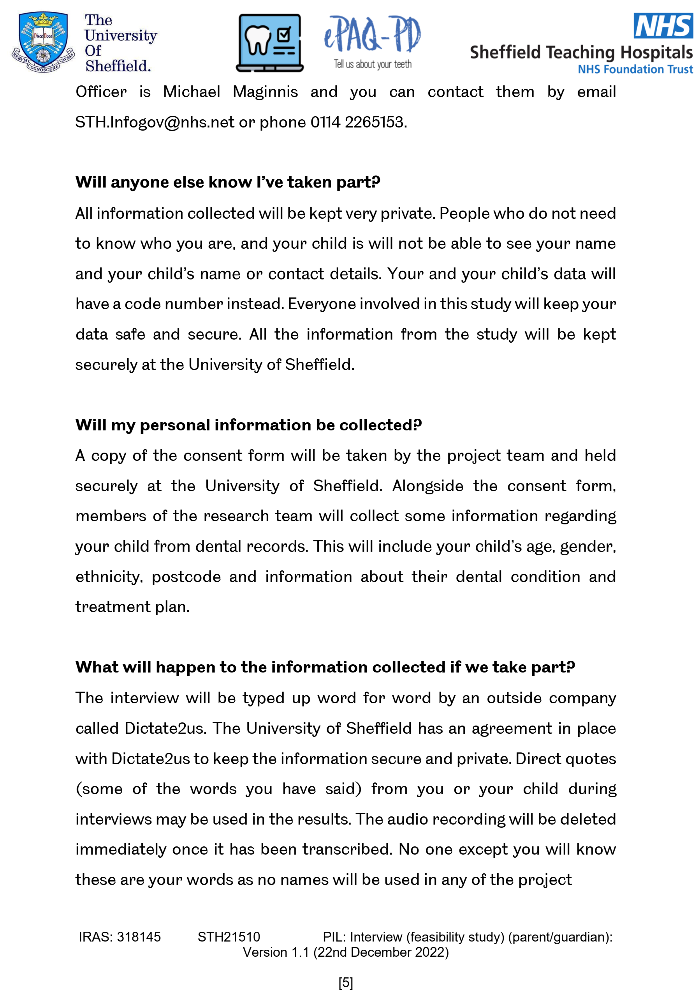 The
University
Of
Sheffield.
Disce Doce
RERVM
COGNOSCERE
CAVSAS
ePAQ-PD
Tell us about your teeth
NHS
Sheffield Teaching Hospitals
NHS Foundation Trust
Officer is Michael Maginnis and you can contact them by email
STH.Infogov@nhs.net or phone 0114 2265153.
Will anyone else know I’ve taken part?
All information collected will be kept very private. People who do not need
to know who you are, and your child is will not be able to see your name
and your child’s name or contact details. Your and your child’s data will
have a code number instead. Everyone involved in this study will keep your
data safe and secure. All the information from the study will be kept
securely at the University of Sheffield.
Will my personal information be collected?
A copy of the consent form will be taken by the project team and held
securely at the University of Sheffield. Alongside the consent form,
members of the research team will collect some information regarding
your child from dental records. This will include your child’s age, gender,
ethnicity, postcode and information about their dental condition and
treatment plan.
What will happen to the information collected if we take part?
The interview will be typed up word for word by an outside company
called Dictate2us. The University of Sheffield has an agreement in place
with Dictate2us to keep the information secure and private. Direct quotes
(some of the words you have said) from you or your child during
interviews may be used in the results. The audio recording will be deleted
immediately once it has been transcribed. No one except you will know
these are your words as no names will be used in any of the project
IRAS: 318145 STH21510 PIL: Interview (feasibility study) (parent/guardian):
Version 1.1 (22nd December 2022)
[5]